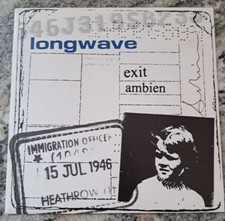 longwave
exit
ambien
IMMIGRATION OFFICER
15 JUL 1946
HEATHROW